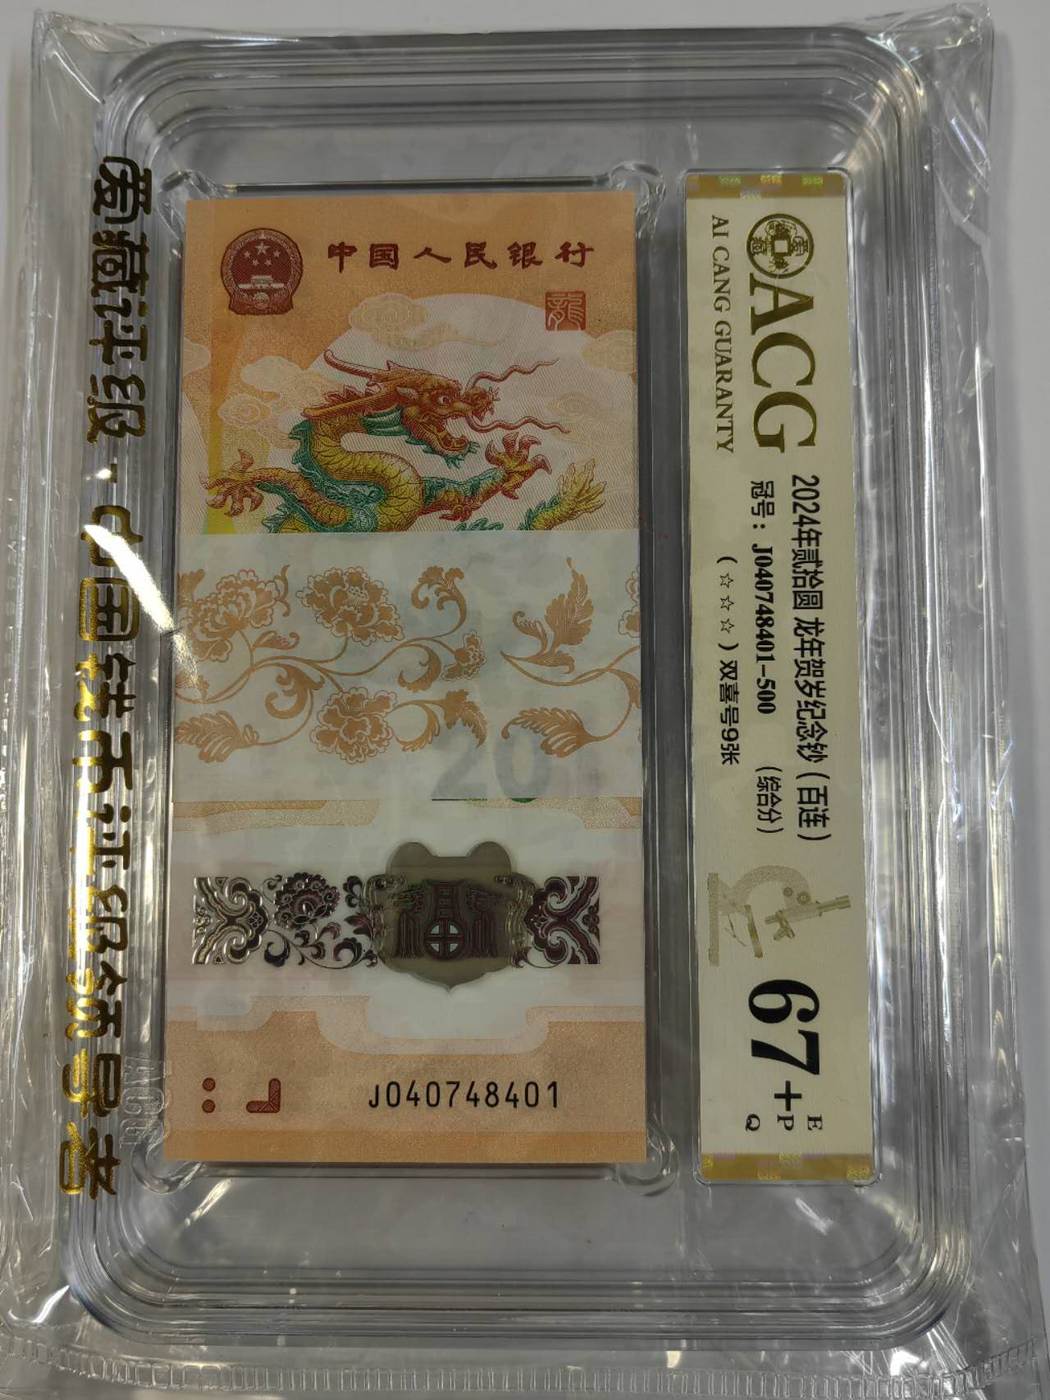 爱藏评级·中国钱币评级领导者
中国人民银行
龍
20
J040748401
ACG
AI CANG GUARANTY
2024年贰拾圆 龙年贺岁纪念钞（百连）
冠号：J040748401-500 （综合分）
（☆☆☆）双喜号9张
67+
E
P
Q